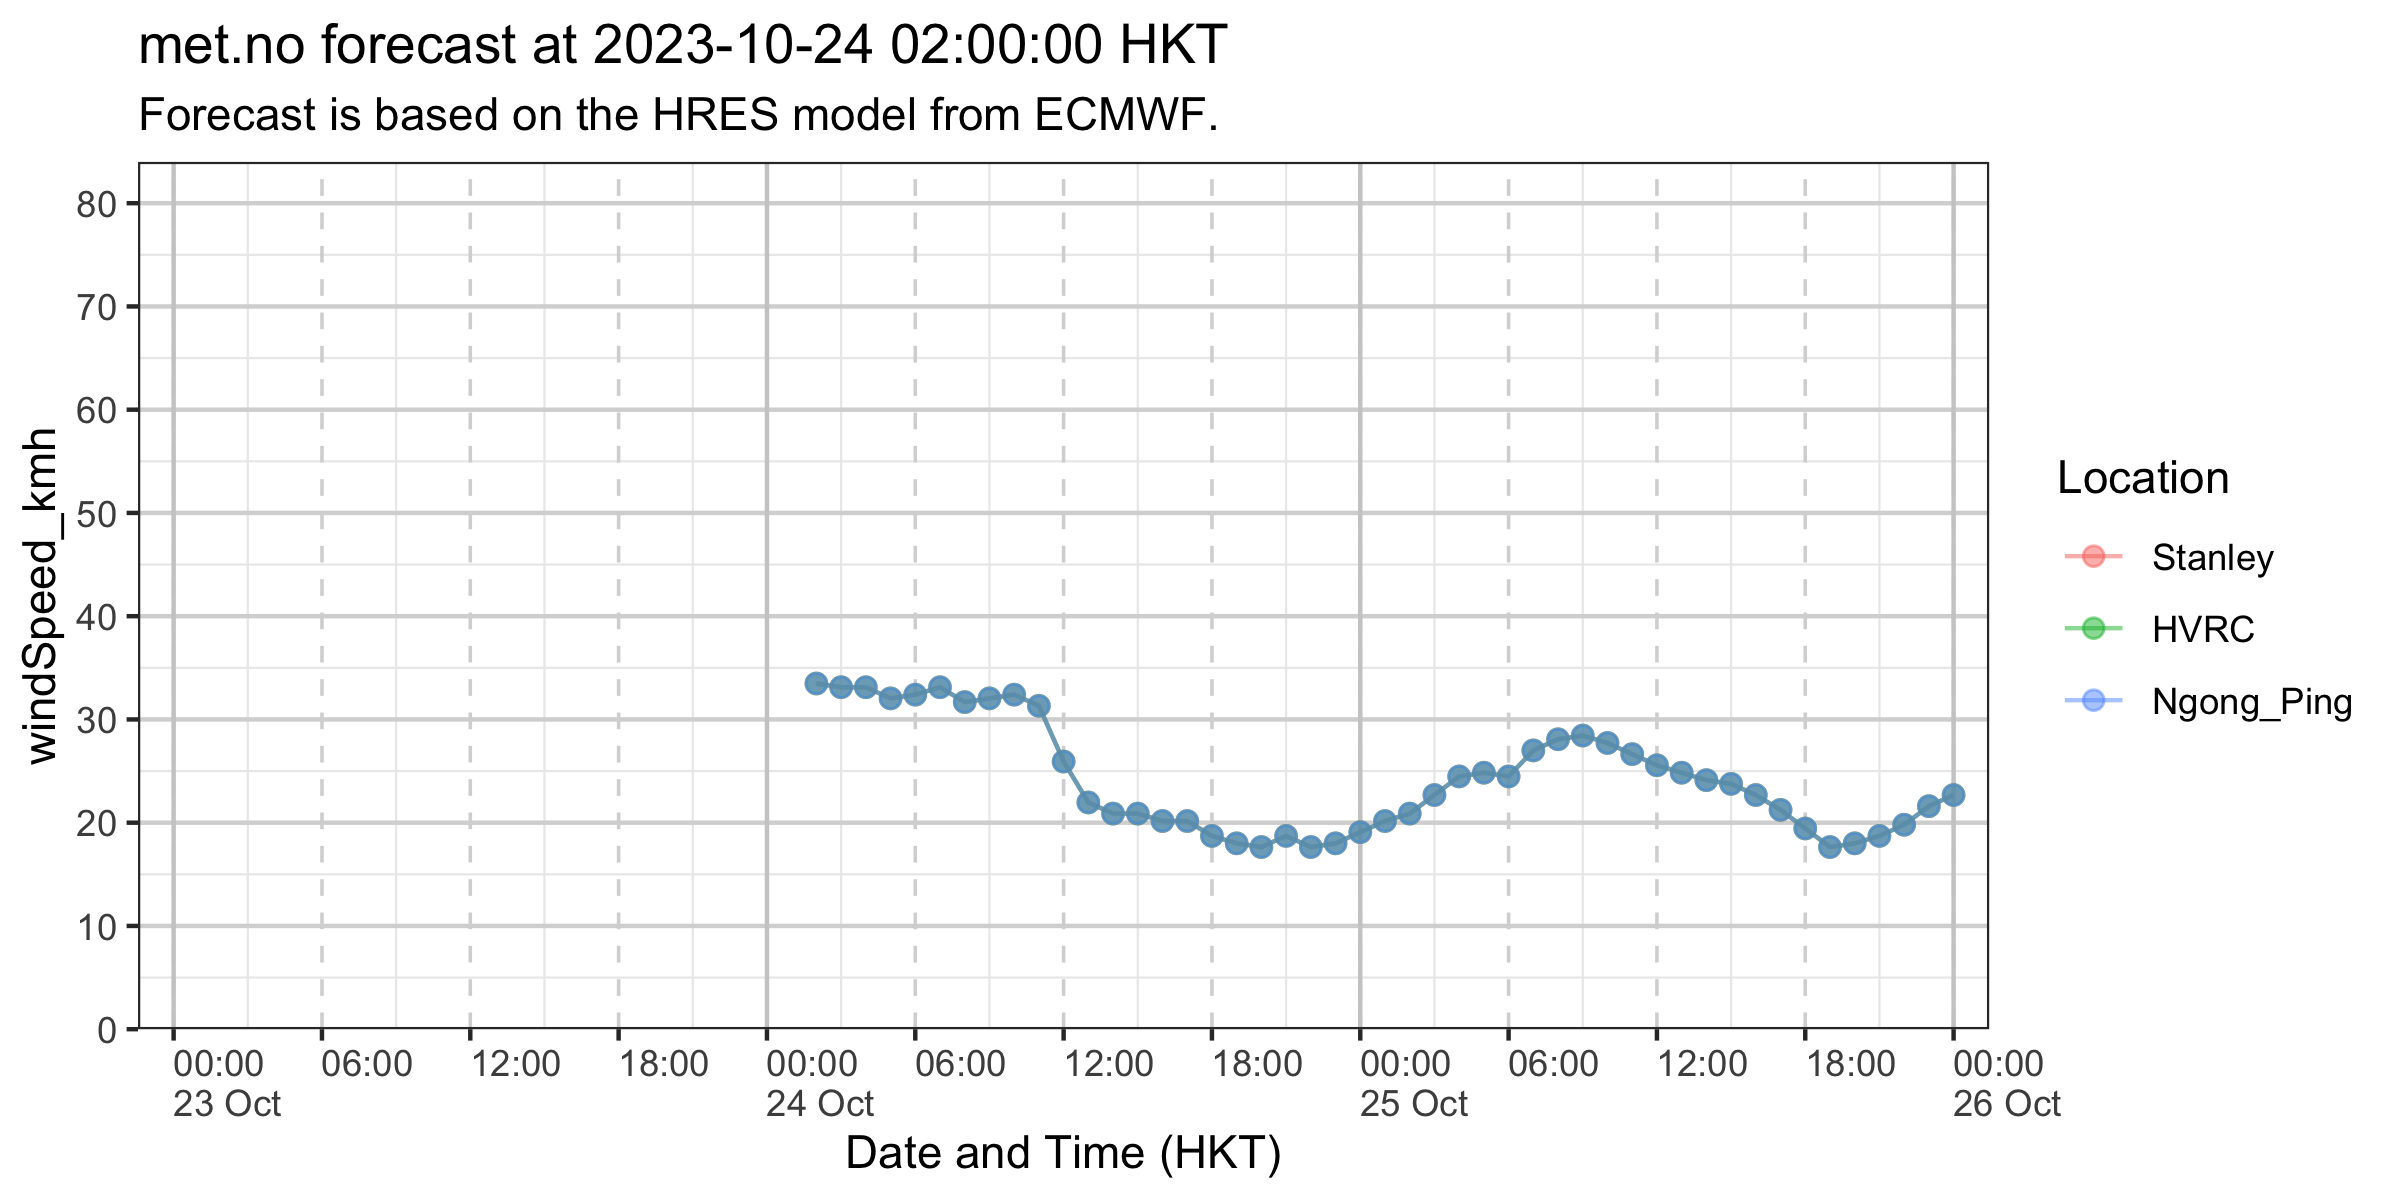 met.no forecast at 2023-10-24 02:00:00 HKT
Forecast is based on the HRES model from ECMWF.
windSpeed_kmh
80
70
60
50
40
30
20
10
0
00:00 06:00 12:00 18:00 00:00 06:00 12:00 18:00 00:00 06:00 12:00 18:00 00:00
23 Oct 24 Oct 25 Oct 26 Oct
Date and Time (HKT)
Location
Stanley
HVRC
Ngong_Ping